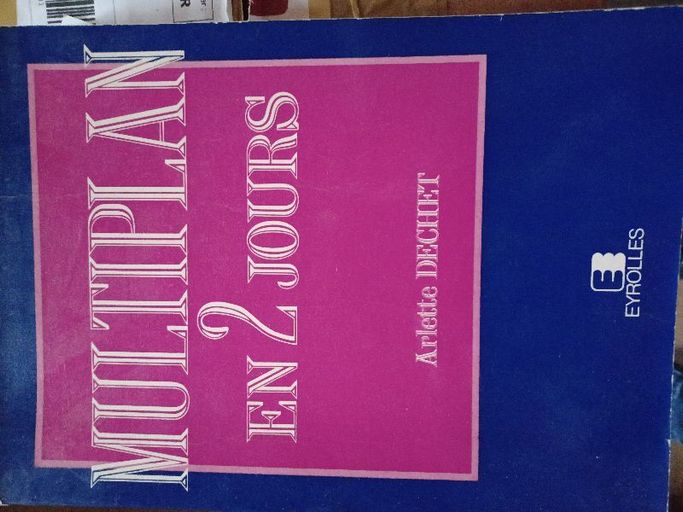 MULTIPLAN
EN 2 JOURS
Arlette DECHET
EYROLLES